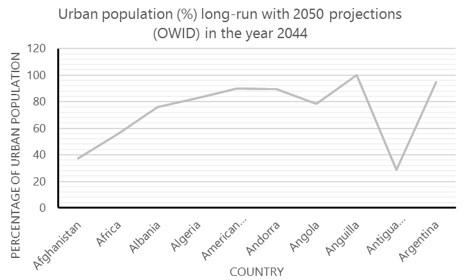 Urban population (%) long-run with 2050 projections
(OWID) in the year 2044
PERCENTAGE OF URBAN POPULATION
120
100
80
60
40
20
0
Afghanistan
Africa
Albania
Algeria
American...
Andorra
Angola
Anguilla
Antigua...
Argentina
COUNTRY